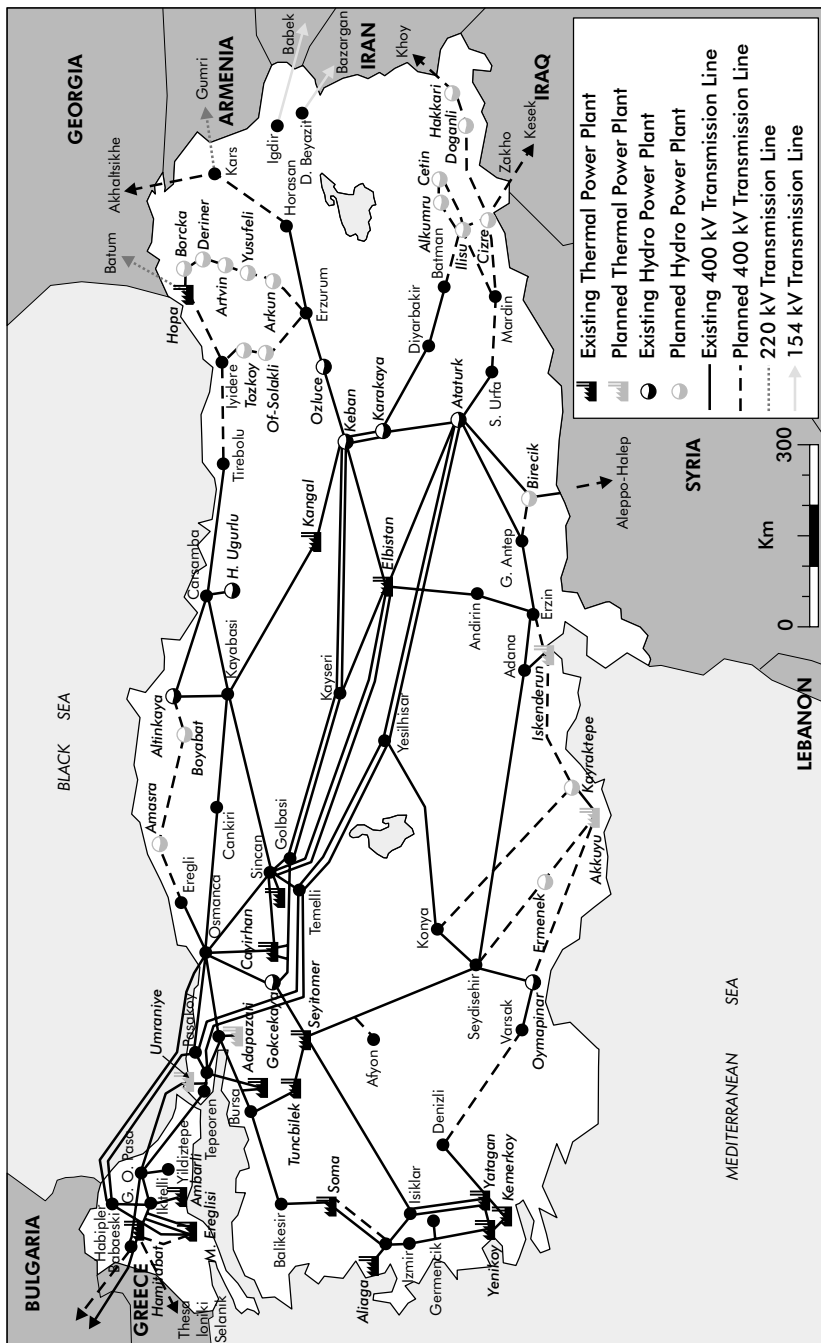 BULGARIA
GREECE
GEORGIA
ARMENIA
IRAN
IRAQ
SYRIA
LEBANON
BLACK SEA
MEDITERRANEAN SEA
Akhaltsikhe
Gumri
Babek
Bazargan
Khoy
Batum
Kars
Igdir
D. Beyazit
Horasan
Hopa
Borcka
Deriner
Artvin
Yusufeli
Arkun
Erzurum
Iyidere
Tozkoy
Of-Solakli
Tirebolu
Ozluce
Keban
Karakaya
Diyarbakir
Batman
Alkumru
Cetin
Ilisu
Cizre
Hakkari
Doganli
Zakho
Kesek
Mardin
S. Urfa
Ataturk
Birecik
Aleppo-Halep
G. Antep
Erzin
Andirin
Elbistan
Kangal
Carsamba
H. Ugurlu
Kayabasi
Altinkaya
Boyabat
Amasra
Eregli
Cankiri
Osmanca
Kayseri
Yesilhisar
Adana
Iskenderun
Kayraktepe
Akkuyu
Ermenek
Konya
Seydisehir
Oymapinar
Varsak
Denizli
Afyon
Sincan
Golbasi
Temelli
Cayirhan
Gokcekaya
Seyitomer
Adapazari
Tuncbilek
Bursa
Pasakoy
Umraniye
Tepeoren
G. O. Pasa
Yildiztepe
Ikitelli
Ambarli
M. Ereglisi
Habipler
Babaeski
Hamitabat
Thesa
loniki
Selanik
Balikesir
Soma
Aliaga
Izmir
Isiklar
Germencik
Yatagan
Kemerkoy
Yenikoy
Existing Thermal Power Plant
Planned Thermal Power Plant
Existing Hydro Power Plant
Planned Hydro Power Plant
Existing 400 kV Transmission Line
Planned 400 kV Transmission Line
220 kV Transmission Line
154 kV Transmission Line
0 Km 300